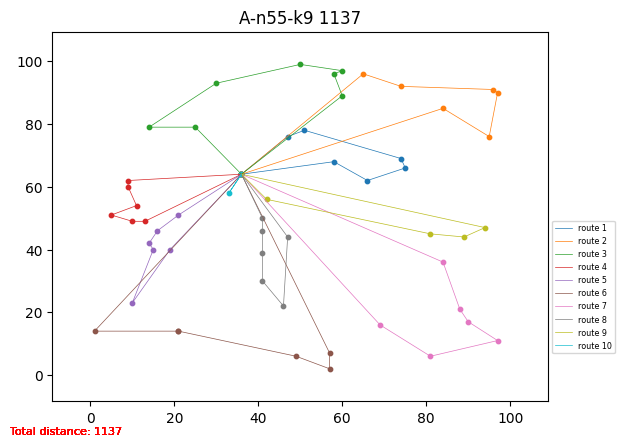 A-n55-k9 1137
100
80
60
40
20
0
0 20 40 60 80 100
route 1
route 2
route 3
route 4
route 5
route 6
route 7
route 8
route 9
route 10
Total distance: 1137